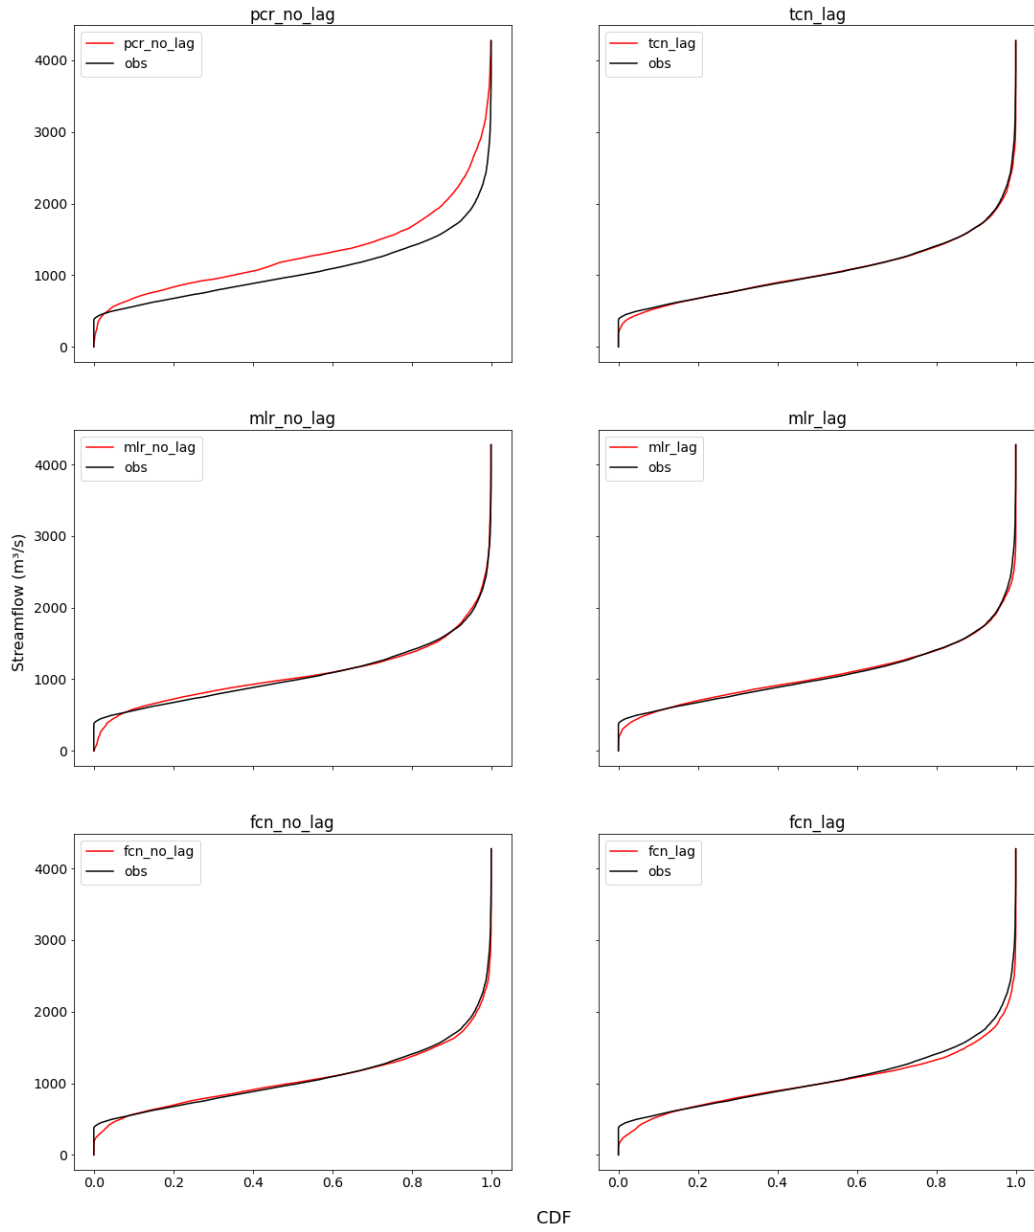 pcr_no_lag
pcr_no_lag
obs
4000
3000
2000
1000
0
tcn_lag
tcn_lag
obs
mlr_no_lag
mlr_no_lag
obs
4000
3000
2000
1000
0
mlr_lag
mlr_lag
obs
Streamflow (m³/s)
fcn_no_lag
fcn_no_lag
obs
4000
3000
2000
1000
0
0.0 0.2 0.4 0.6 0.8 1.0
fcn_lag
fcn_lag
obs
0.0 0.2 0.4 0.6 0.8 1.0
CDF